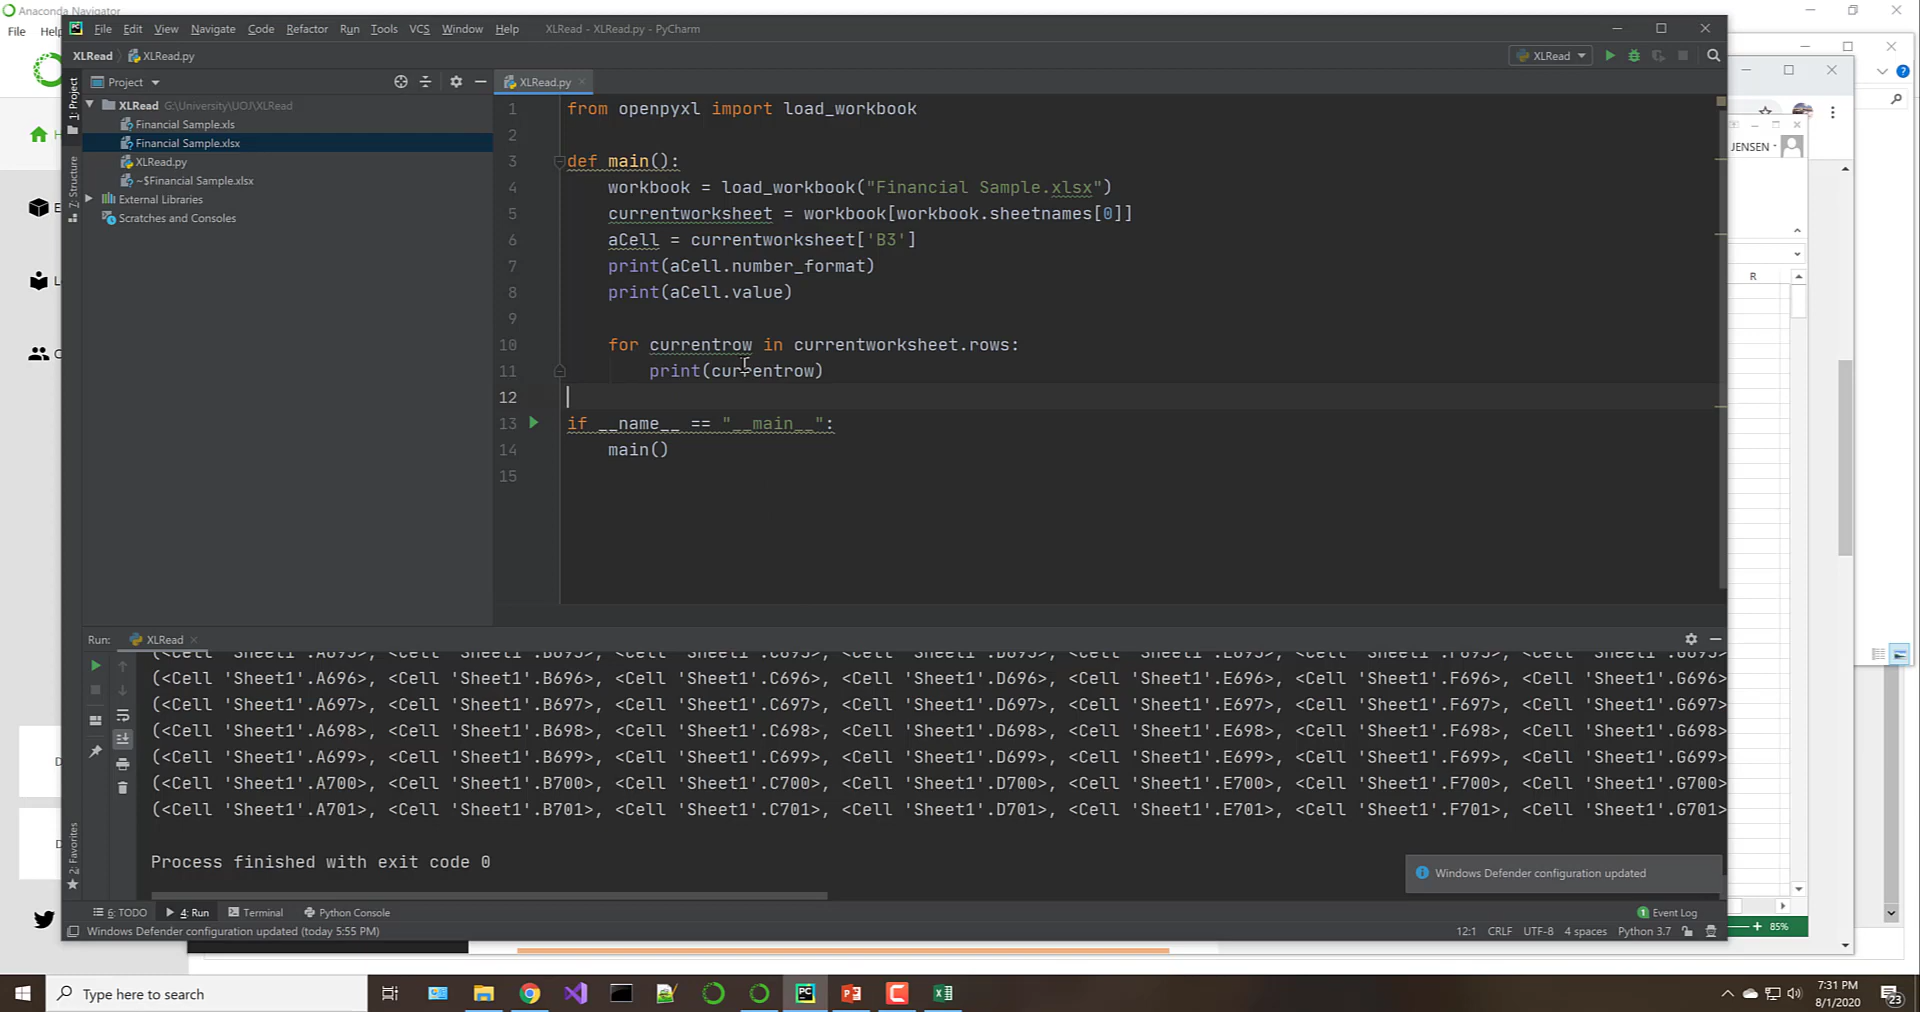 Anaconda Navigator
File Help
File Edit View Navigate Code Refactor Run Tools VCS Window Help XLRead - XLRead.py - PyCharm
XLRead XLRead.py
XLRead
Project
XLRead.py
1: Project
7: Structure
2: Favorites
XLRead G:\University\UOJ\XLRead
Financial Sample.xls
Financial Sample.xlsx
XLRead.py
~$Financial Sample.xlsx
External Libraries
Scratches and Consoles
1 from openpyxl import load_workbook
2
3 def main():
4 workbook = load_workbook("Financial Sample.xlsx")
5 currentworksheet = workbook[workbook.sheetnames[0]]
6 aCell = currentworksheet['B3']
7 print(aCell.number_format)
8 print(aCell.value)
9
10 for currentrow in currentworksheet.rows:
11 print(currentrow)
12
13 if __name__ == "__main__":
14 main()
15
JENSEN
R
Run: XLRead
(<Cell 'Sheet1'.A695>, <Cell 'Sheet1'.B695>, <Cell 'Sheet1'.C695>, <Cell 'Sheet1'.D695>, <Cell 'Sheet1'.E695>, <Cell 'Sheet1'.F695>, <Cell 'Sheet1'.G695>
(<Cell 'Sheet1'.A696>, <Cell 'Sheet1'.B696>, <Cell 'Sheet1'.C696>, <Cell 'Sheet1'.D696>, <Cell 'Sheet1'.E696>, <Cell 'Sheet1'.F696>, <Cell 'Sheet1'.G696>
(<Cell 'Sheet1'.A697>, <Cell 'Sheet1'.B697>, <Cell 'Sheet1'.C697>, <Cell 'Sheet1'.D697>, <Cell 'Sheet1'.E697>, <Cell 'Sheet1'.F697>, <Cell 'Sheet1'.G697>
(<Cell 'Sheet1'.A698>, <Cell 'Sheet1'.B698>, <Cell 'Sheet1'.C698>, <Cell 'Sheet1'.D698>, <Cell 'Sheet1'.E698>, <Cell 'Sheet1'.F698>, <Cell 'Sheet1'.G698>
(<Cell 'Sheet1'.A699>, <Cell 'Sheet1'.B699>, <Cell 'Sheet1'.C699>, <Cell 'Sheet1'.D699>, <Cell 'Sheet1'.E699>, <Cell 'Sheet1'.F699>, <Cell 'Sheet1'.G699>
(<Cell 'Sheet1'.A700>, <Cell 'Sheet1'.B700>, <Cell 'Sheet1'.C700>, <Cell 'Sheet1'.D700>, <Cell 'Sheet1'.E700>, <Cell 'Sheet1'.F700>, <Cell 'Sheet1'.G700>
(<Cell 'Sheet1'.A701>, <Cell 'Sheet1'.B701>, <Cell 'Sheet1'.C701>, <Cell 'Sheet1'.D701>, <Cell 'Sheet1'.E701>, <Cell 'Sheet1'.F701>, <Cell 'Sheet1'.G701>
Process finished with exit code 0
Windows Defender configuration updated
6: TODO 4: Run Terminal Python Console 1 Event Log
Windows Defender configuration updated (today 5:55 PM) 12:1 CRLF UTF-8 4 spaces Python 3.7
85%
Type here to search
7:31 PM
8/1/2020
23